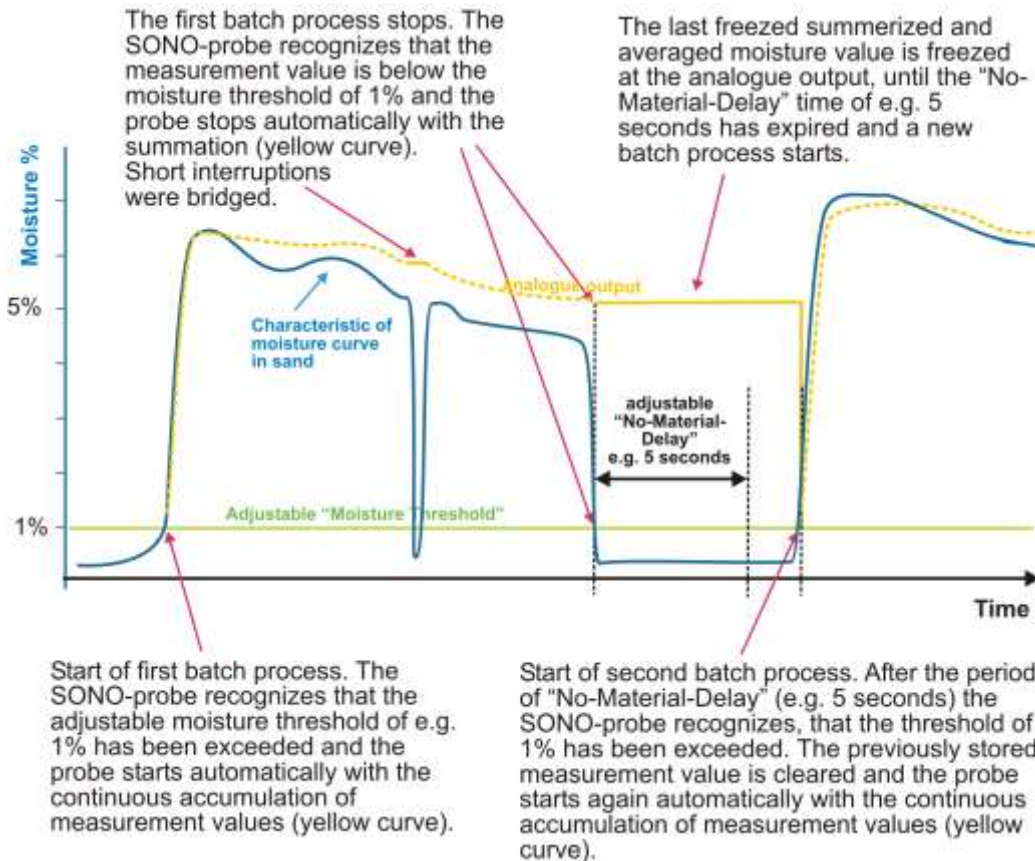 The first batch process stops. The
SONO-probe recognizes that the
measurement value is below the
moisture threshold of 1% and the
probe stops automatically with the
summation (yellow curve).
Short interruptions
were bridged.
The last freezed summerized and
averaged moisture value is freezed
at the analogue output, until the “No-
Material-Delay” time of e.g. 5
seconds has expired and a new
batch process starts.
Moisture %
5%
1%
Analogue output
Characteristic of
moisture curve
in sand
adjustable
“No-Material-
Delay”
e.g. 5 seconds
Adjustable “Moisture Threshold”
Time
Start of first batch process. The
SONO-probe recognizes that the
adjustable moisture threshold of e.g.
1% has been exceeded and the
probe starts automatically with the
continuous accumulation of
measurement values (yellow curve).
Start of second batch process. After the period
of “No-Material-Delay” (e.g. 5 seconds) the
SONO-probe recognizes, that the threshold of
1% has been exceeded. The previously stored
measurement value is cleared and the probe
starts again automatically with the continuous
accumulation of measurement values (yellow
curve).